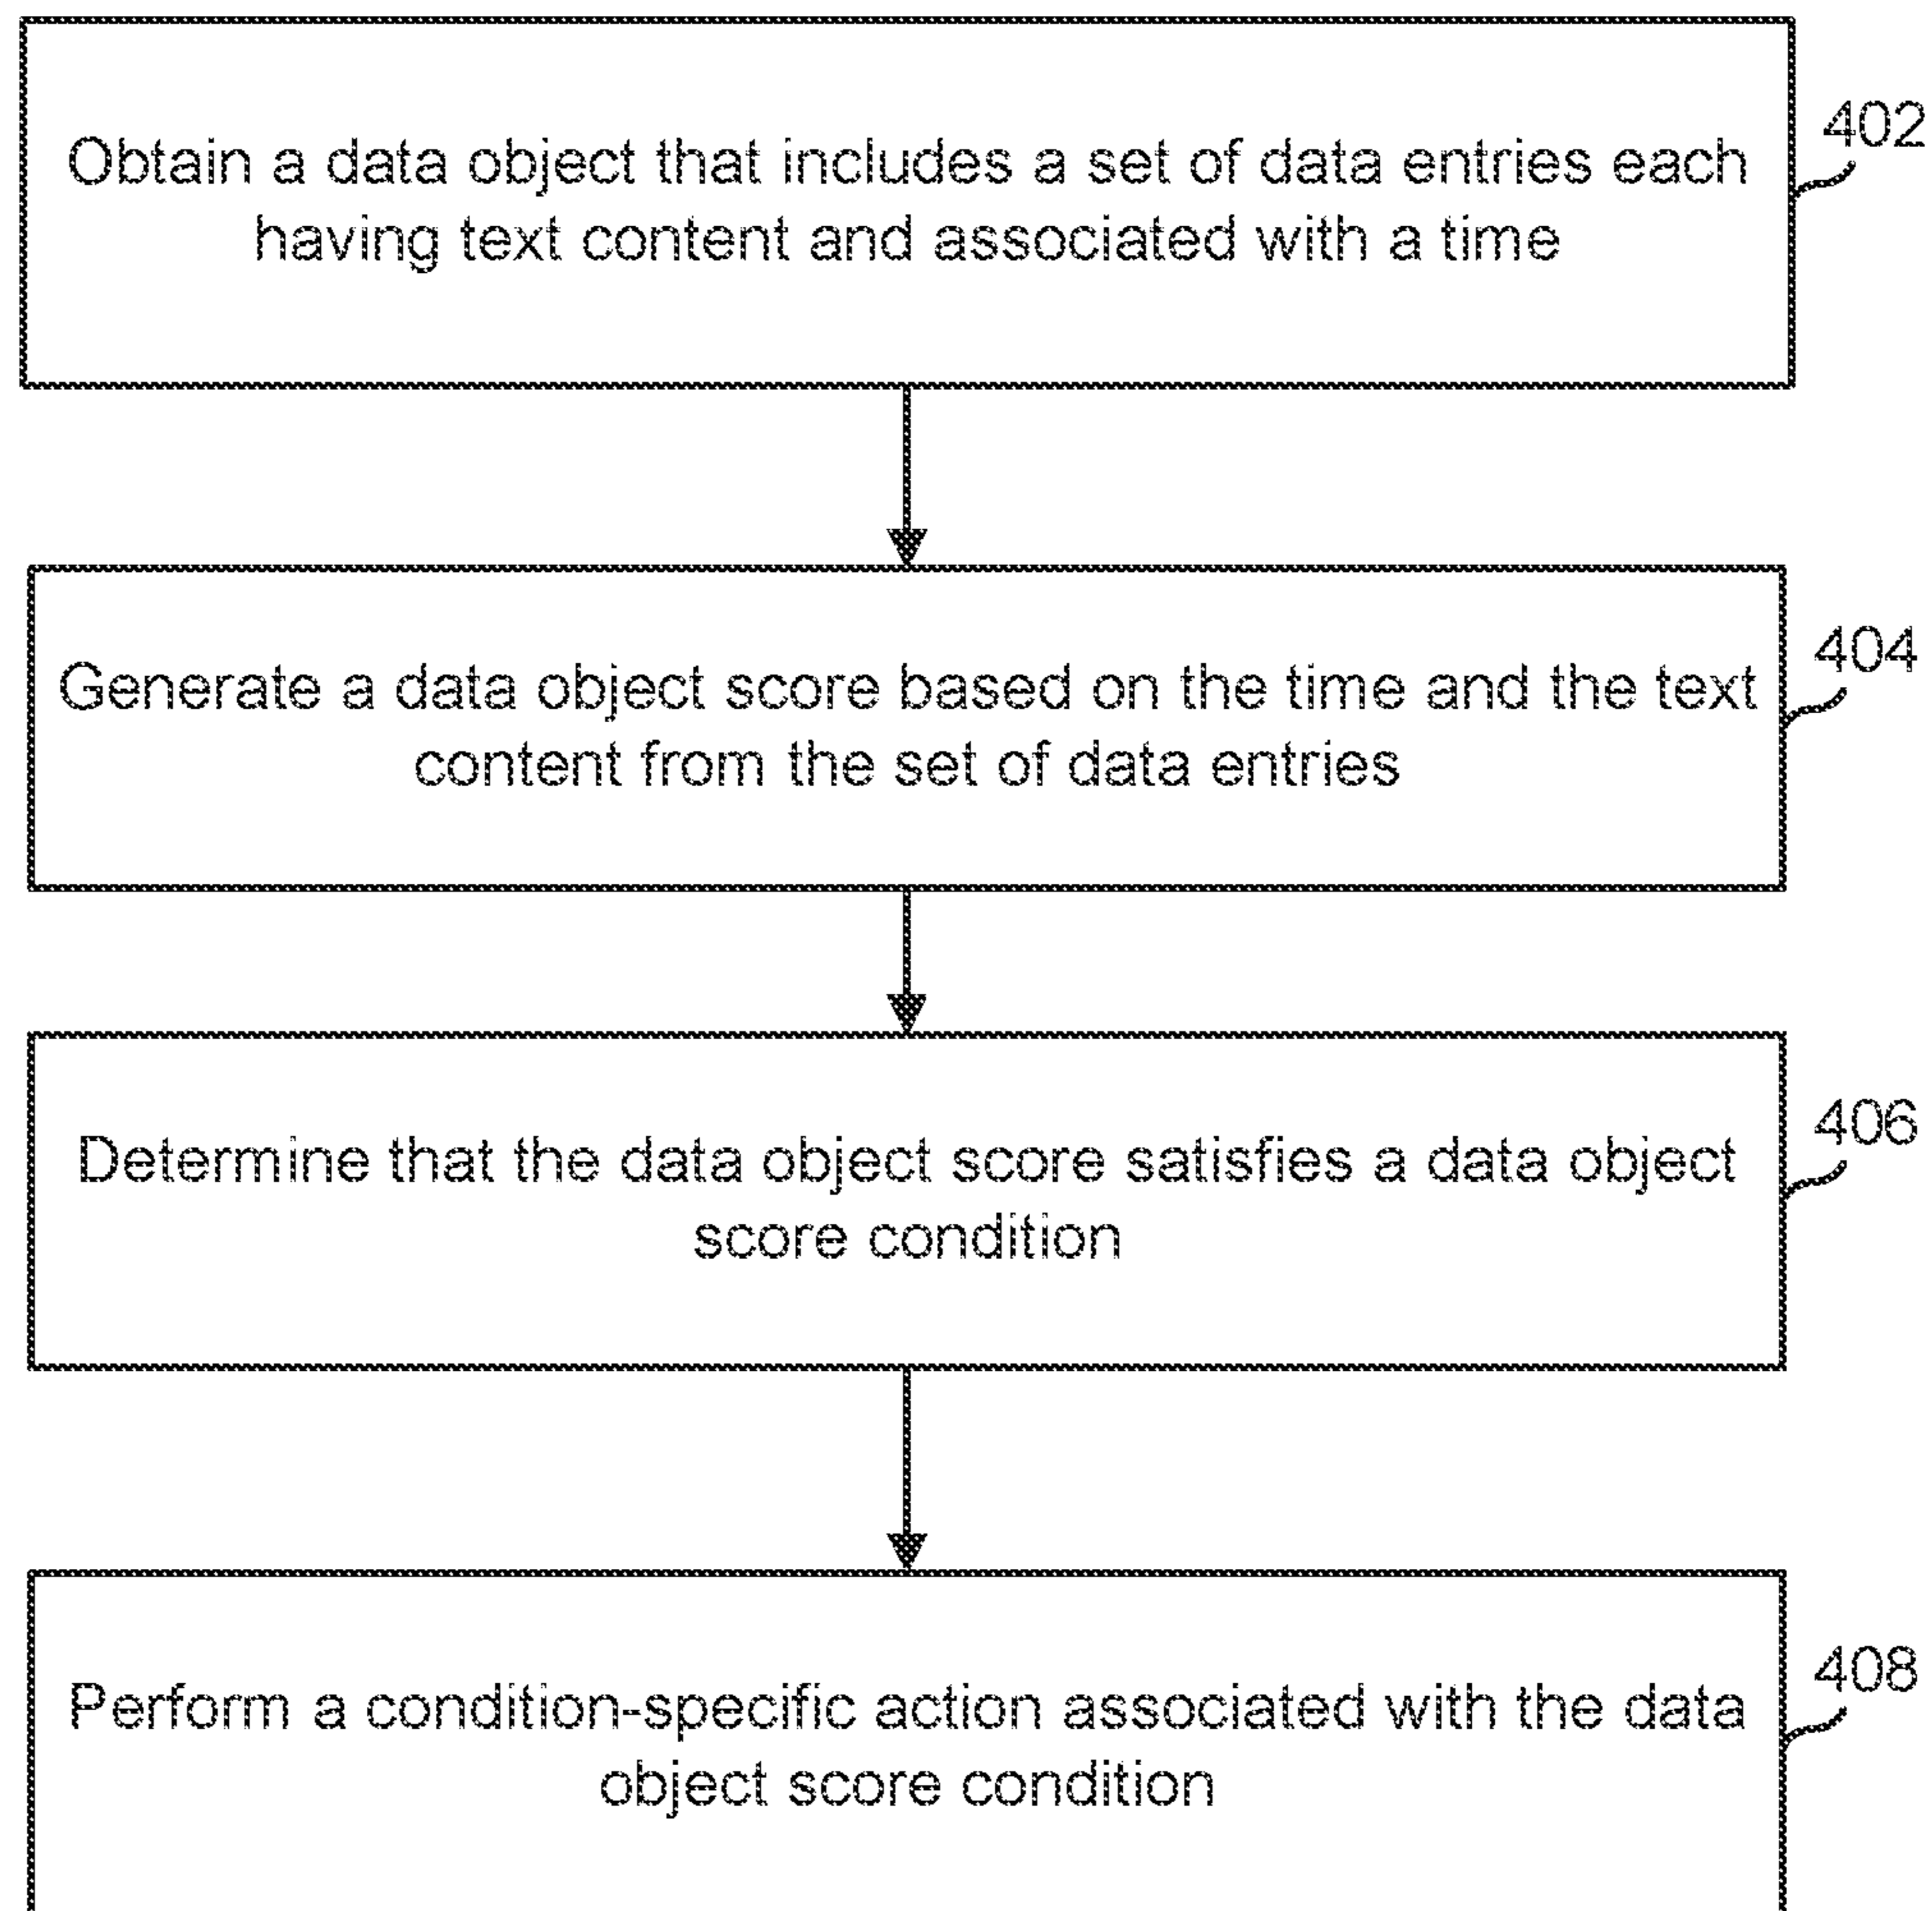 Obtain a data object that includes a set of data entries each
having text content and associated with a time
402
Generate a data object score based on the time and the text
content from the set of data entries
404
Determine that the data object score satisfies a data object
score condition
406
Perform a condition-specific action associated with the data
object score condition
408